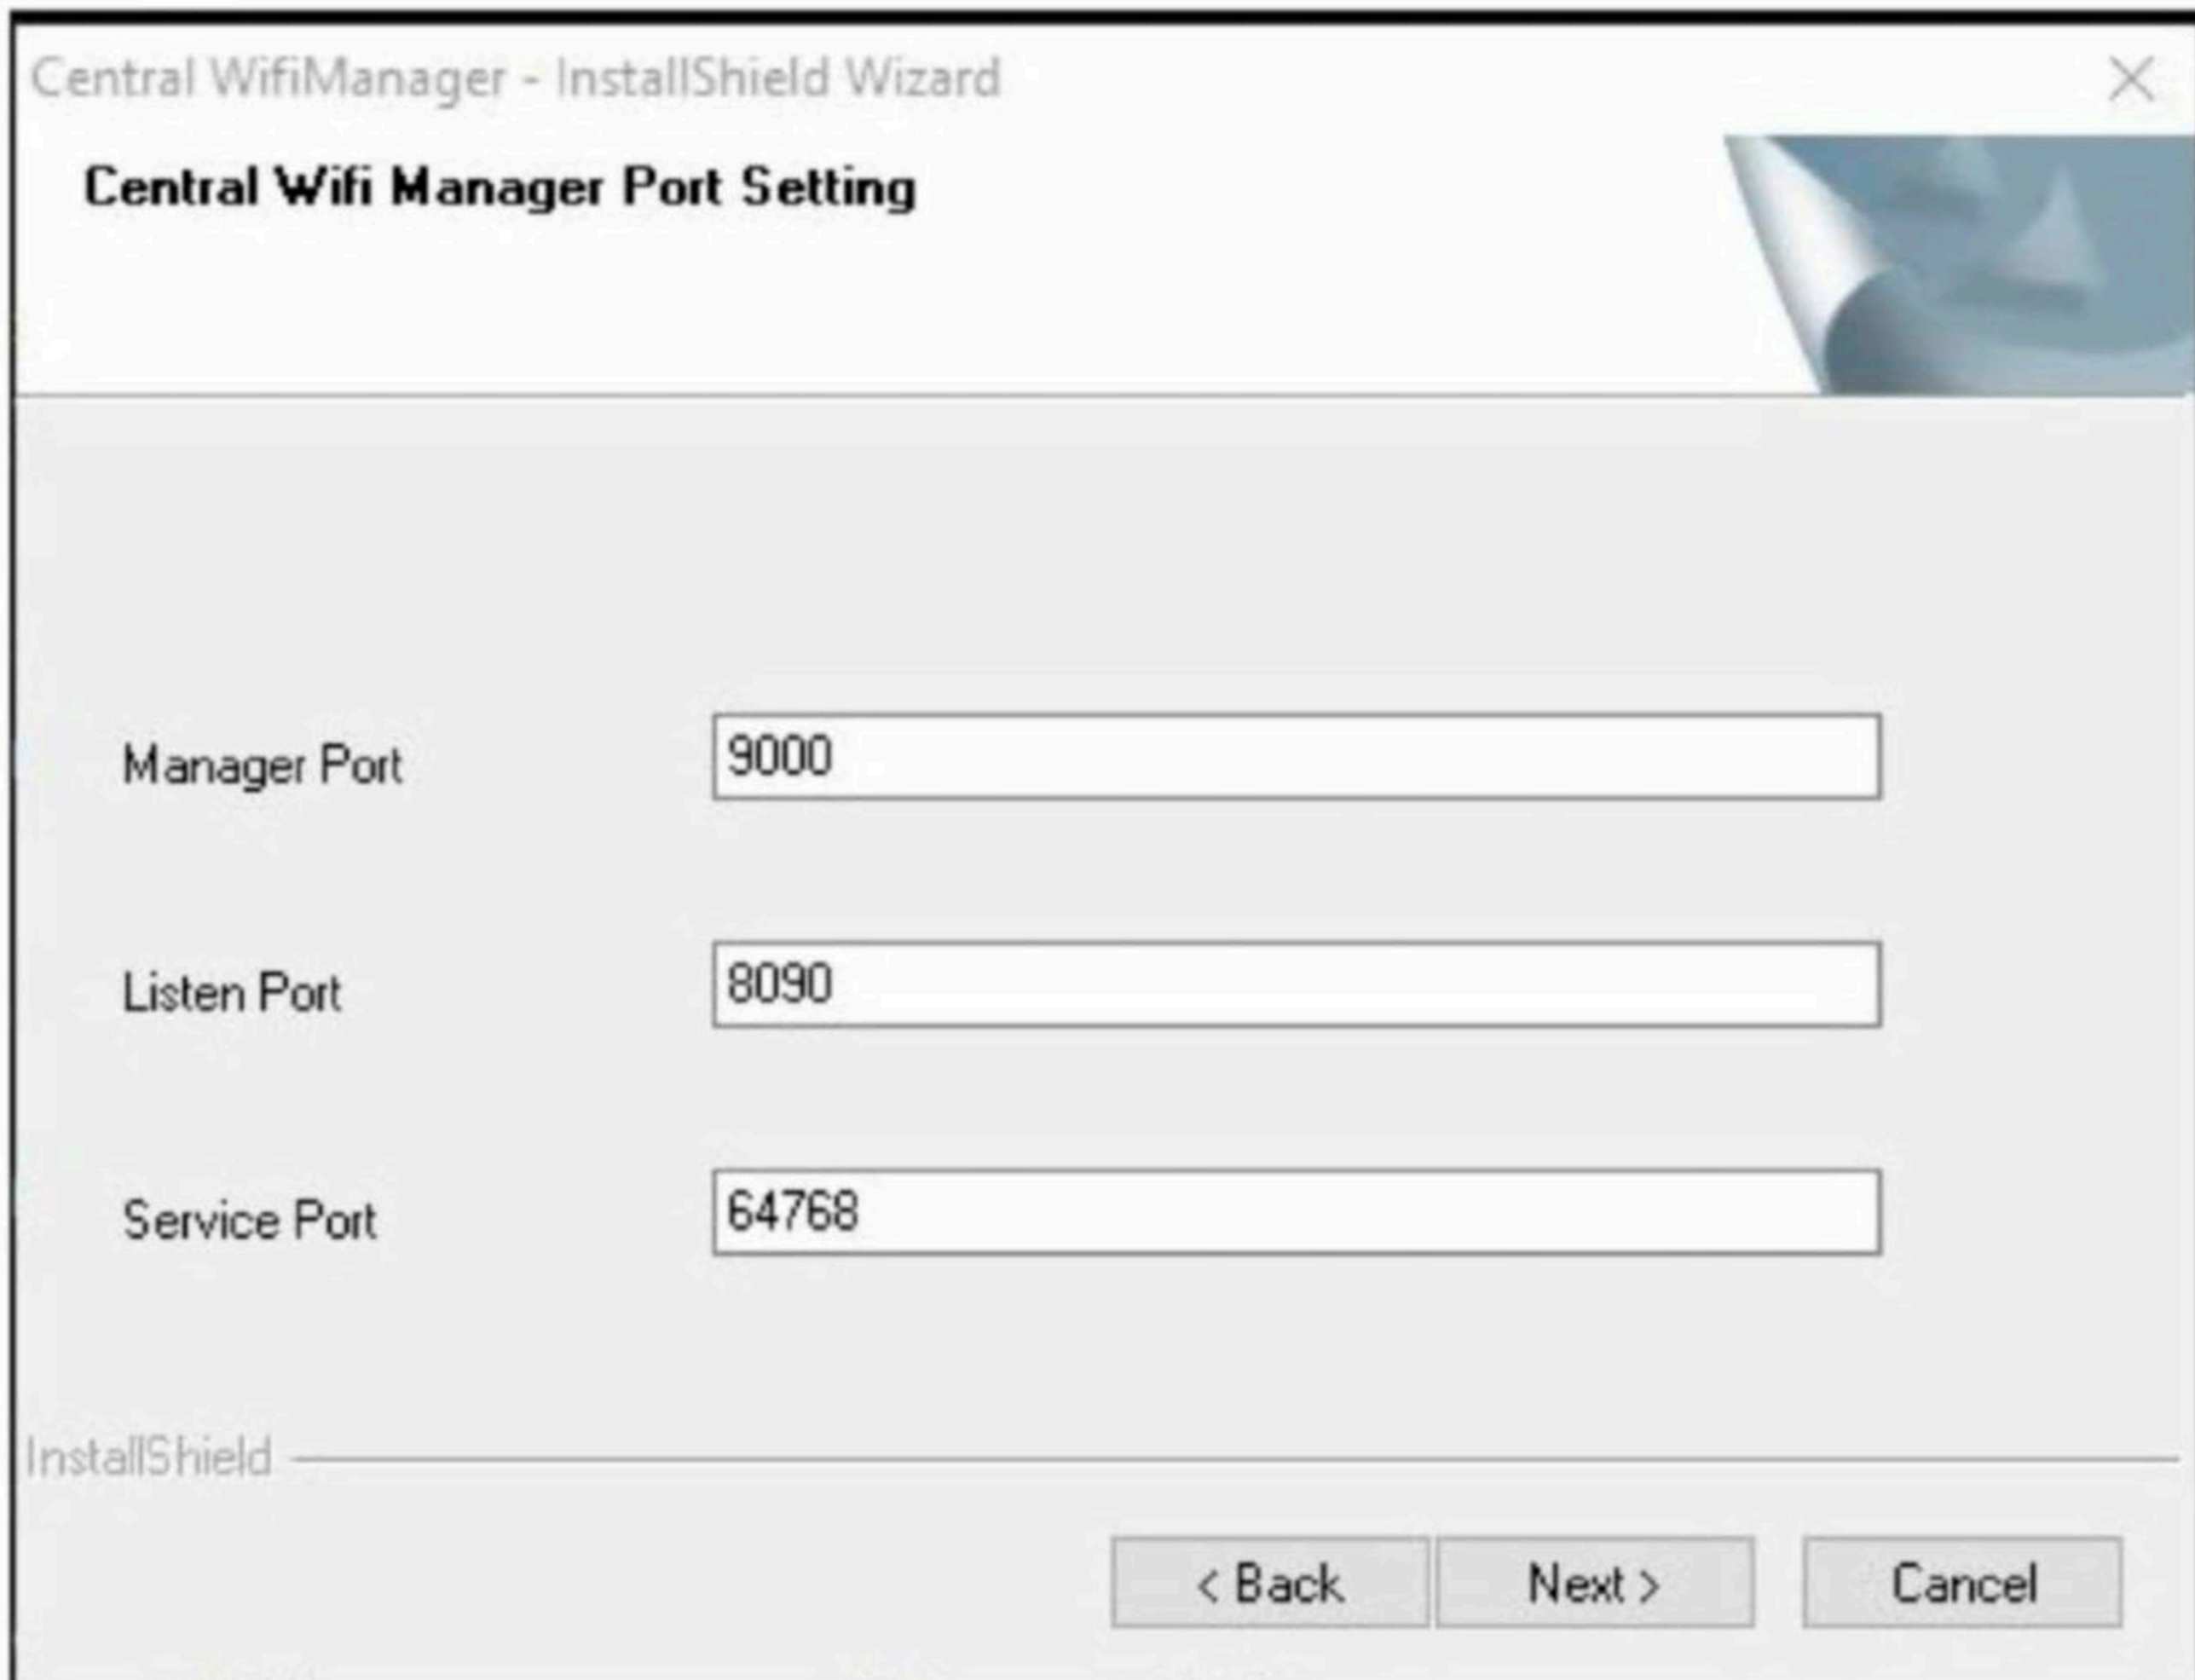 Central WifiManager - InstallShield Wizard
Central Wifi Manager Port Setting
Manager Port 9000
Listen Port 8090
Service Port 64768
InstallShield
< Back Next > Cancel